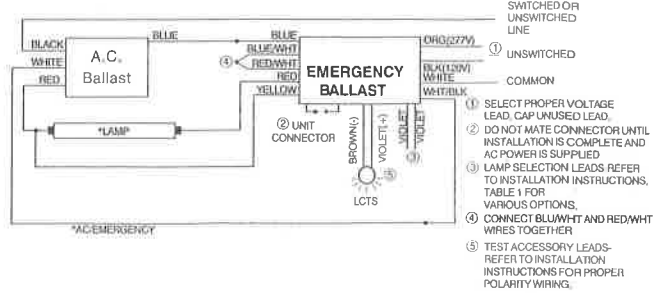 SWITCHED OR
UNSWITCHED
LINE
BLACK
BLUE
BLUE
ORG(277V)
① UNSWITCHED
WHITE
A.C.
Ballast
BLUE/WHT
④
RED/WHT
EMERGENCY
BALLAST
BLK(120V)
RED
RED
WHITE
COMMON
YELLOW
WHT/BLK
*LAMP
② UNIT
CONNECTOR
BROWN(-)
VIOLET(+)
VIOLET
VIOLET
③
⑤
LCTS
*AC/EMERGENCY
① SELECT PROPER VOLTAGE
LEAD, CAP UNUSED LEAD.
② DO NOT MATE CONNECTOR UNTIL
INSTALLATION IS COMPLETE AND
AC POWER IS SUPPLIED
③ LAMP SELECTION LEADS REFER
TO INSTALLATION INSTRUCTIONS,
TABLE 1 FOR
VARIOUS OPTIONS.
④ CONNECT BLU/WHT AND RED/WHT
WIRES TOGETHER
⑤ TEST ACCESSORY LEADS-
REFER TO INSTALLATION
INSTRUCTIONS FOR PROPER
POLARITY WIRING.